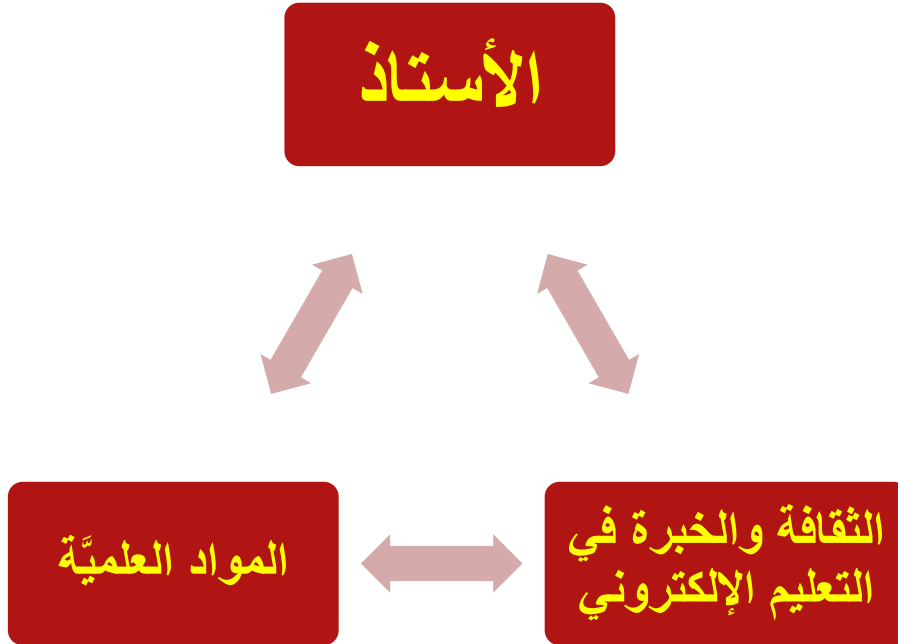 الأستاذ
الثقافة والخبرة في
التعليم الإلكتروني
المواد العلميَّة